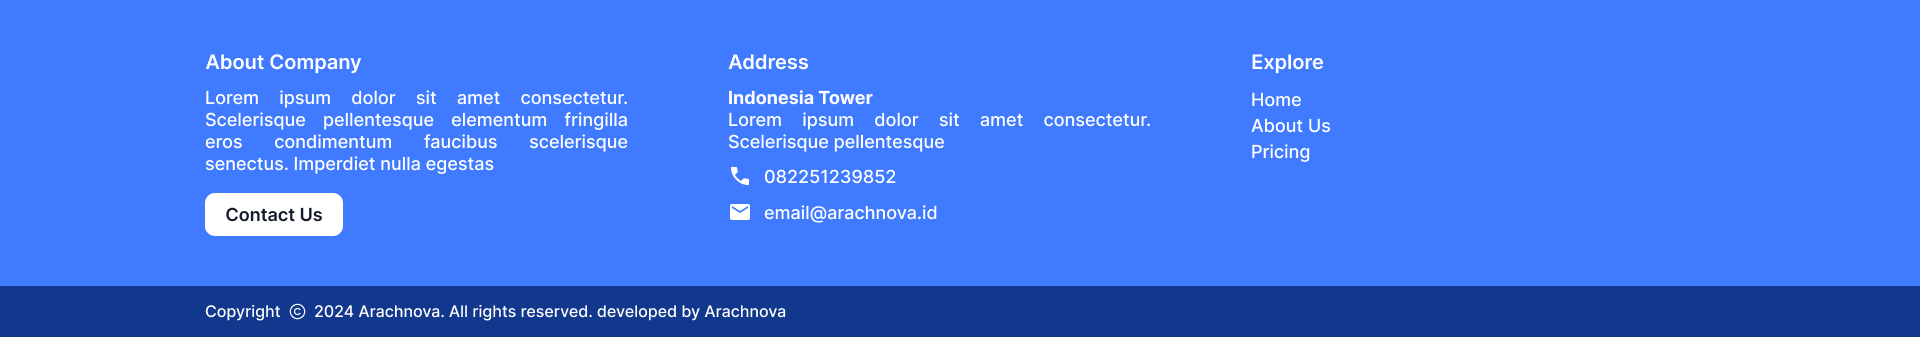 About Company
Lorem ipsum dolor sit amet consectetur.
Scelerisque pellentesque elementum fringilla
eros condimentum faucibus scelerisque
senectus. Imperdiet nulla egestas
Contact Us
Address
Indonesia Tower
Lorem ipsum dolor sit amet consectetur.
Scelerisque pellentesque
082251239852
email@arachnova.id
Explore
Home
About Us
Pricing
Copyright © 2024 Arachnova. All rights reserved. developed by Arachnova